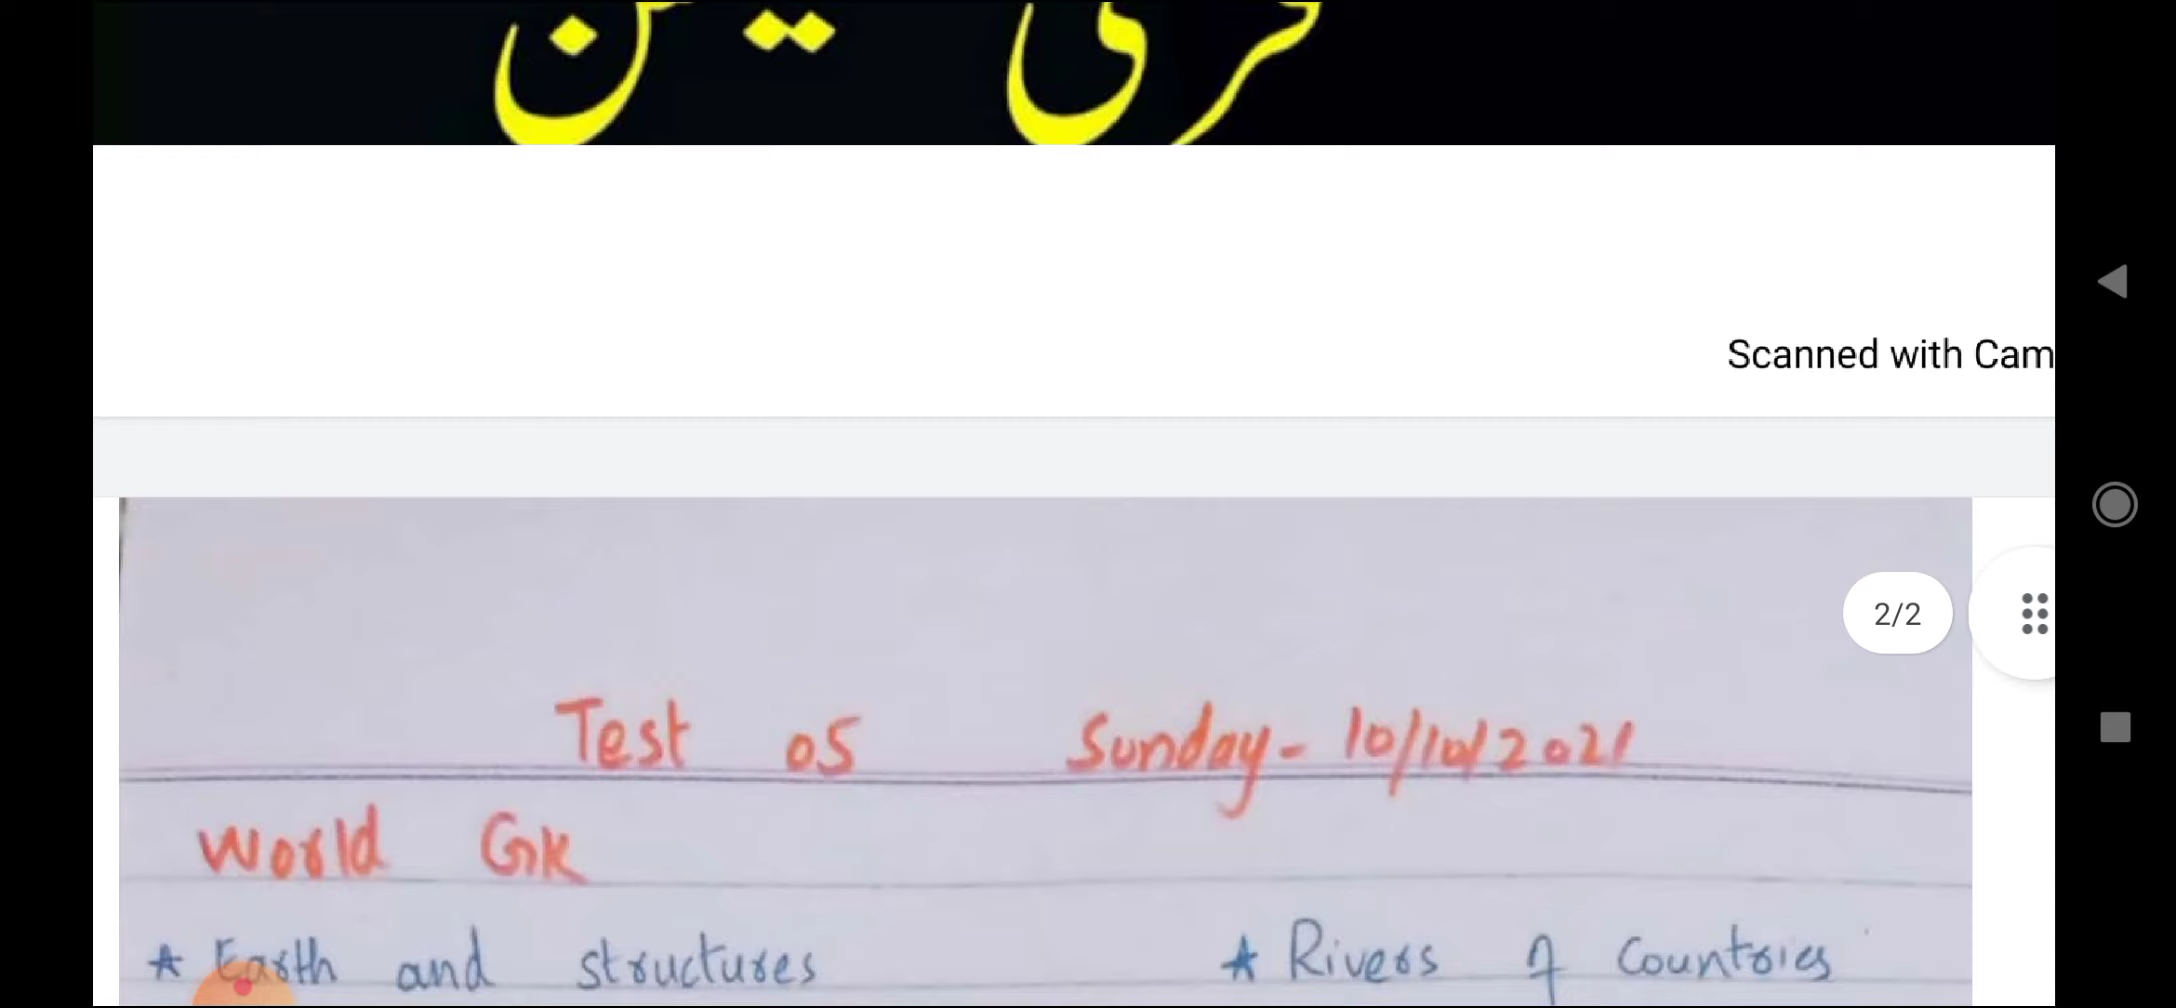 Scanned with Cam
2/2
Test 05 Sunday - 10/10/2021
World GK
★ Earth and structures ★ Rivers of Countries